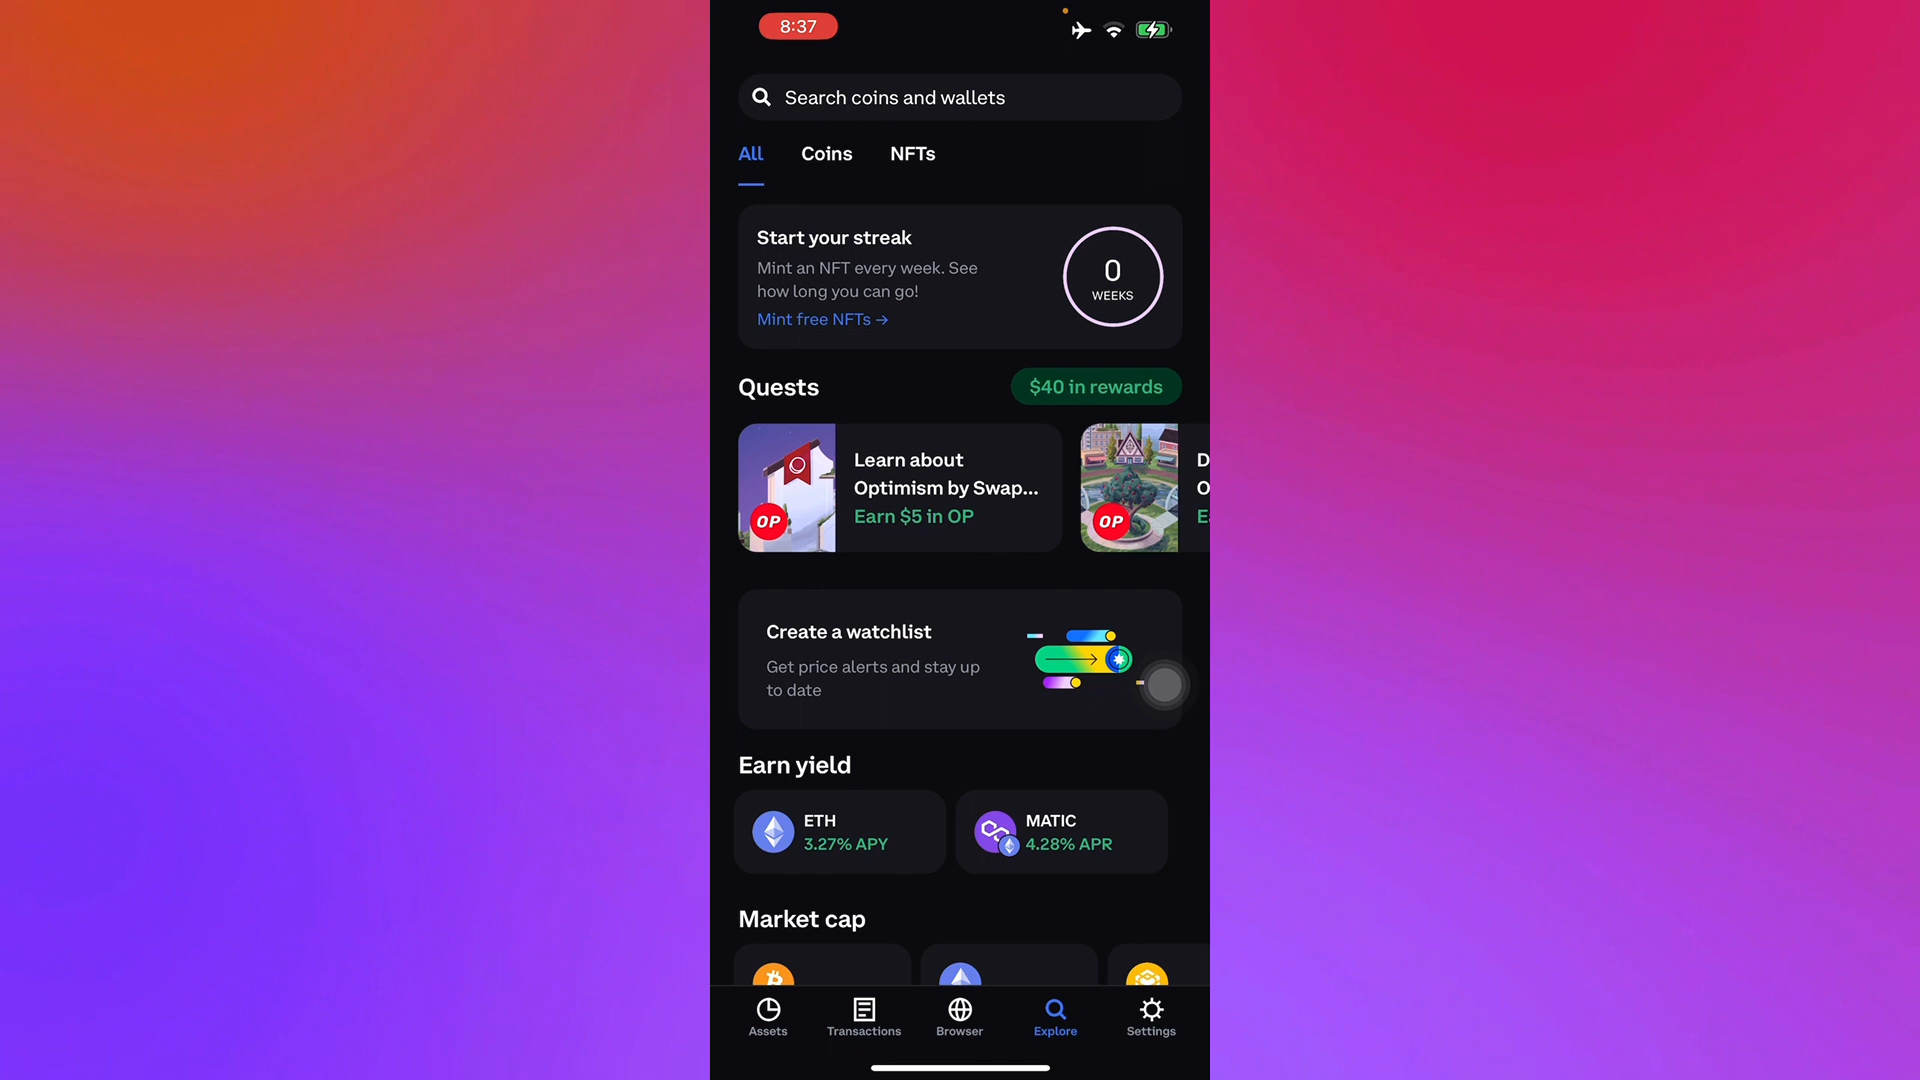 8:37
Search coins and wallets
All Coins NFTs
Start your streak
Mint an NFT every week. See
how long you can go!
Mint free NFTs →
0
WEEKS
Quests
$40 in rewards
OP
Learn about
Optimism by Swap...
Earn $5 in OP
OP
D
O
E
Create a watchlist
Get price alerts and stay up
to date
Earn yield
ETH
3.27% APY
MATIC
4.28% APR
Market cap
Assets Transactions Browser Explore Settings